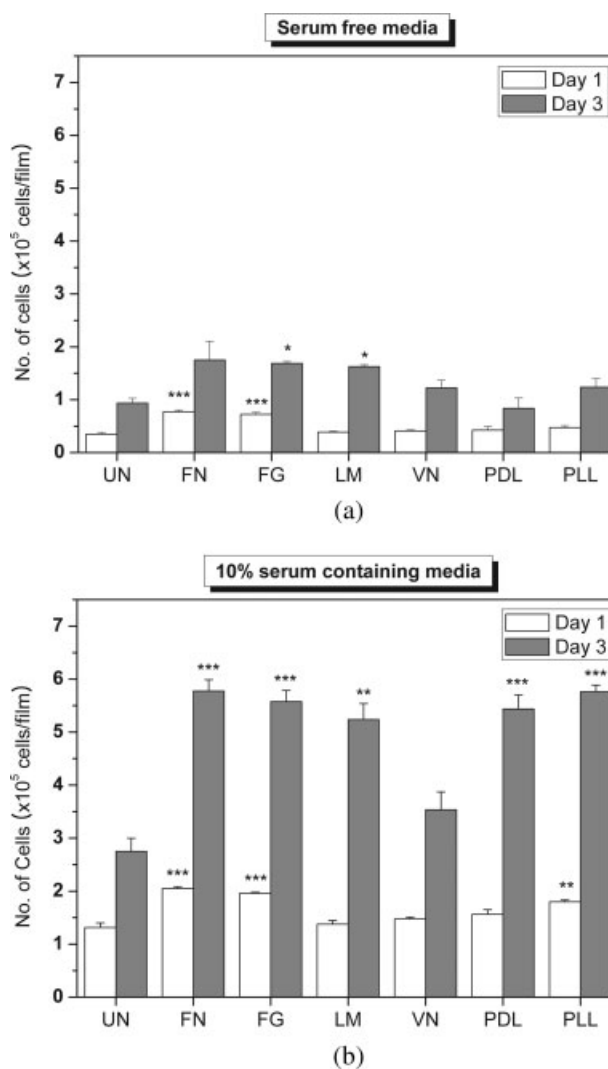 Serum free media
Day 1
Day 3
No. of cells (x10⁵ cells/film)
7
6
5
4
3
2
1
0
***
***
*
*
UN FN FG LM VN PDL PLL
(a)
10% serum containing media
Day 1
Day 3
No. of Cells (x10⁵ cells/film)
7
6
5
4
3
2
1
0
***
***
**
***
***
***
***
**
UN FN FG LM VN PDL PLL
(b)